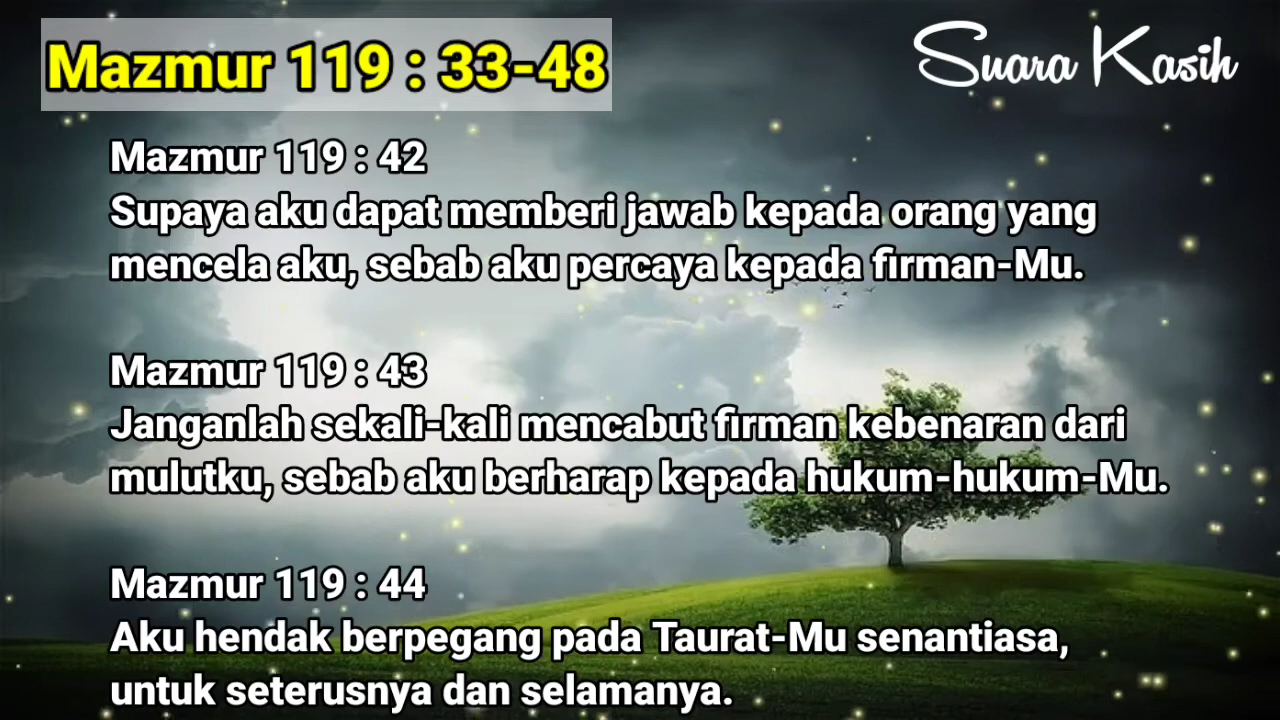 Mazmur 119 : 33-48
Suara Kasih
Mazmur 119 : 42
Supaya aku dapat memberi jawab kepada orang yang
mencela aku, sebab aku percaya kepada firman-Mu.
Mazmur 119 : 43
Janganlah sekali-kali mencabut firman kebenaran dari
mulutku, sebab aku berharap kepada hukum-hukum-Mu.
Mazmur 119 : 44
Aku hendak berpegang pada Taurat-Mu senantiasa,
untuk seterusnya dan selamanya.